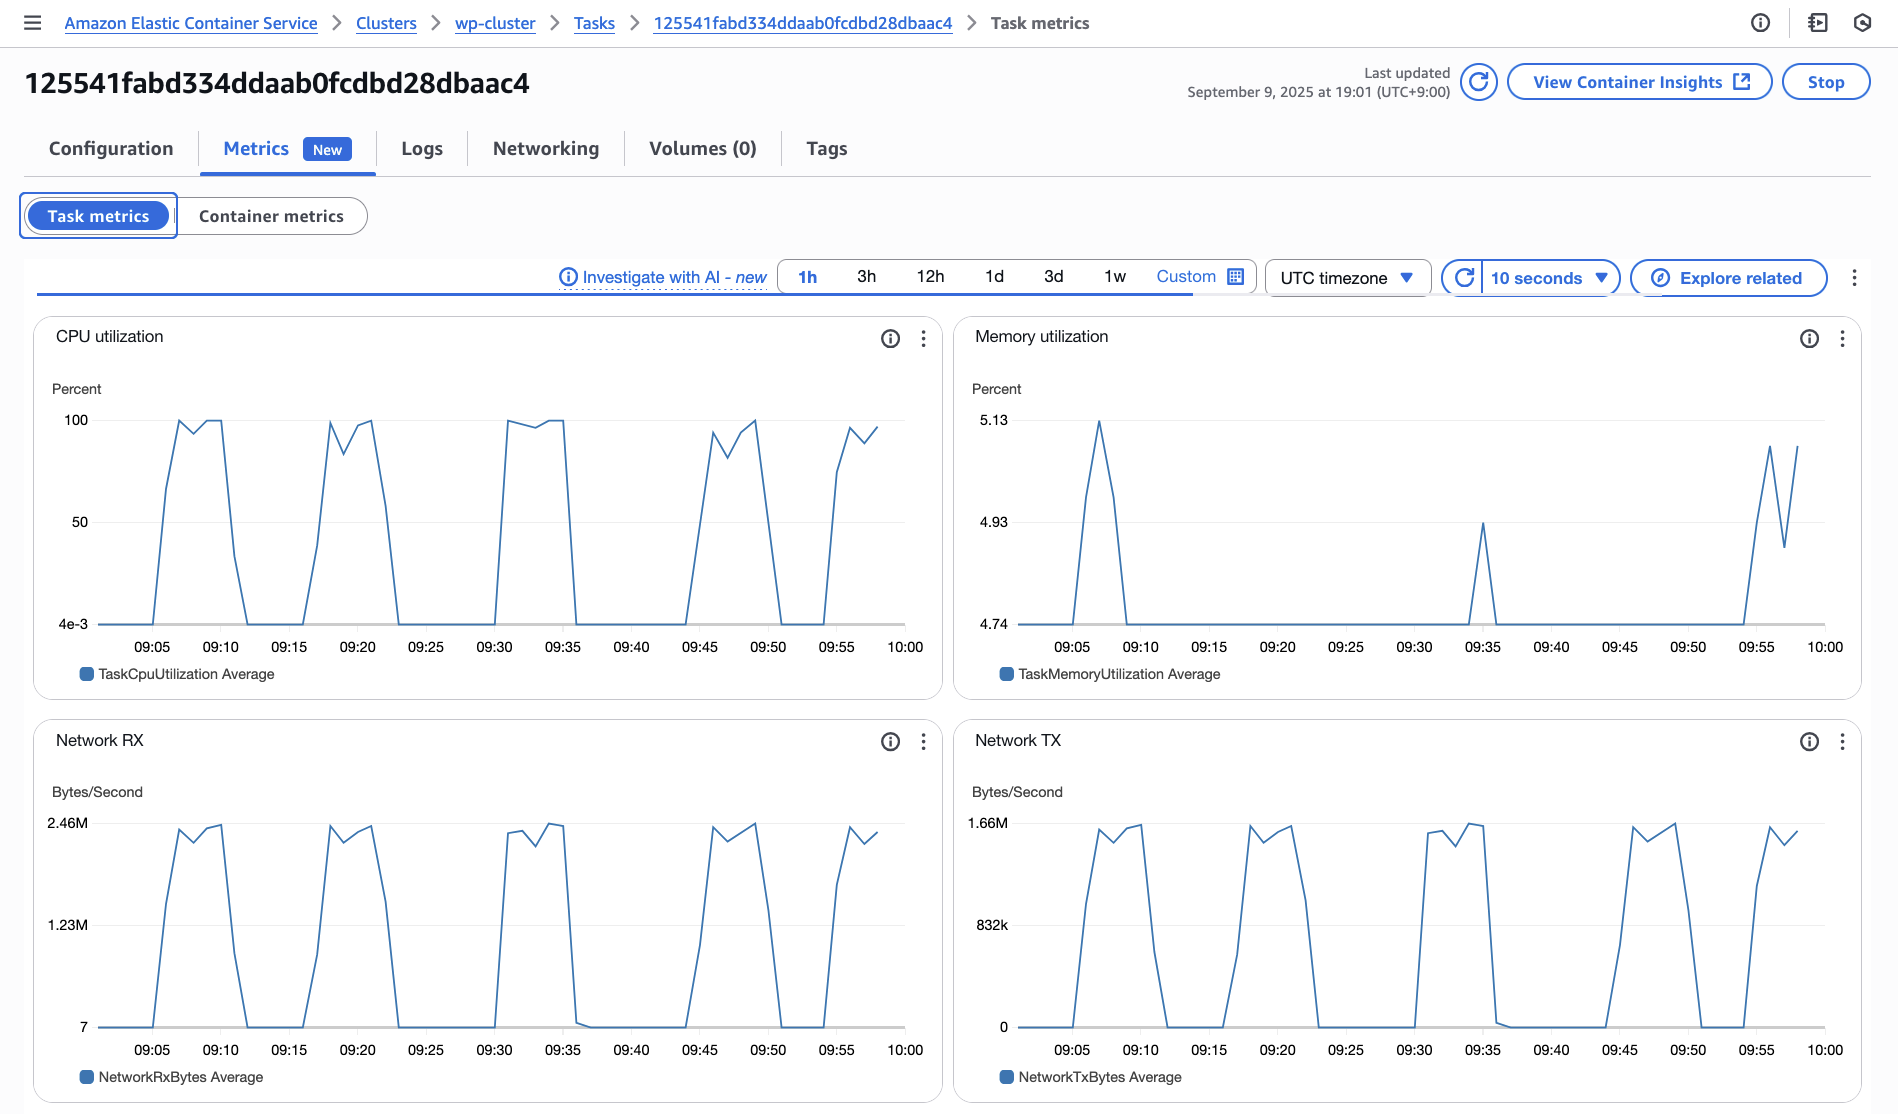 Amazon Elastic Container Service > Clusters > wp-cluster > Tasks > 125541fabd334ddaab0fcdbd28dbaac4 > Task metrics
125541fabd334ddaab0fcdbd28dbaac4
Last updated
September 9, 2025 at 19:01 (UTC+9:00)
View Container Insights
Stop
Configuration
Metrics New
Logs
Networking
Volumes (0)
Tags
Task metrics
Container metrics
Investigate with AI - new
1h 3h 12h 1d 3d 1w Custom
UTC timezone
10 seconds
Explore related
CPU utilization
Percent
100
50
4e-3
09:05 09:10 09:15 09:20 09:25 09:30 09:35 09:40 09:45 09:50 09:55 10:00
TaskCpuUtilization Average
Memory utilization
Percent
5.13
4.93
4.74
09:05 09:10 09:15 09:20 09:25 09:30 09:35 09:40 09:45 09:50 09:55 10:00
TaskMemoryUtilization Average
Network RX
Bytes/Second
2.46M
1.23M
7
09:05 09:10 09:15 09:20 09:25 09:30 09:35 09:40 09:45 09:50 09:55 10:00
NetworkRxBytes Average
Network TX
Bytes/Second
1.66M
832k
0
09:05 09:10 09:15 09:20 09:25 09:30 09:35 09:40 09:45 09:50 09:55 10:00
NetworkTxBytes Average